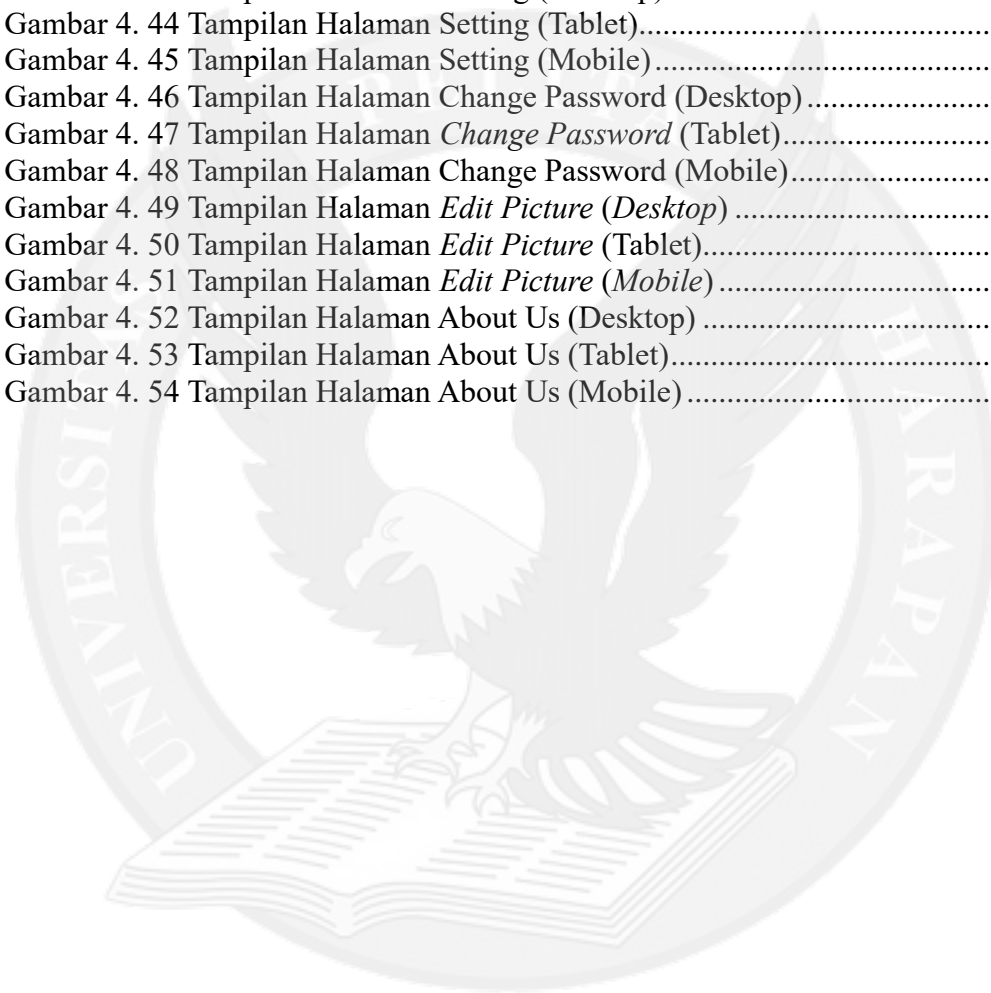 Gambar 4. 44 Tampilan Halaman Setting (Tablet)
Gambar 4. 45 Tampilan Halaman Setting (Mobile)
Gambar 4. 46 Tampilan Halaman Change Password (Desktop)
Gambar 4. 47 Tampilan Halaman Change Password (Tablet)
Gambar 4. 48 Tampilan Halaman Change Password (Mobile)
Gambar 4. 49 Tampilan Halaman Edit Picture (Desktop)
Gambar 4. 50 Tampilan Halaman Edit Picture (Tablet)
Gambar 4. 51 Tampilan Halaman Edit Picture (Mobile)
Gambar 4. 52 Tampilan Halaman About Us (Desktop)
Gambar 4. 53 Tampilan Halaman About Us (Tablet)
Gambar 4. 54 Tampilan Halaman About Us (Mobile)
UNIVERSITAS PELITA HARAPAN